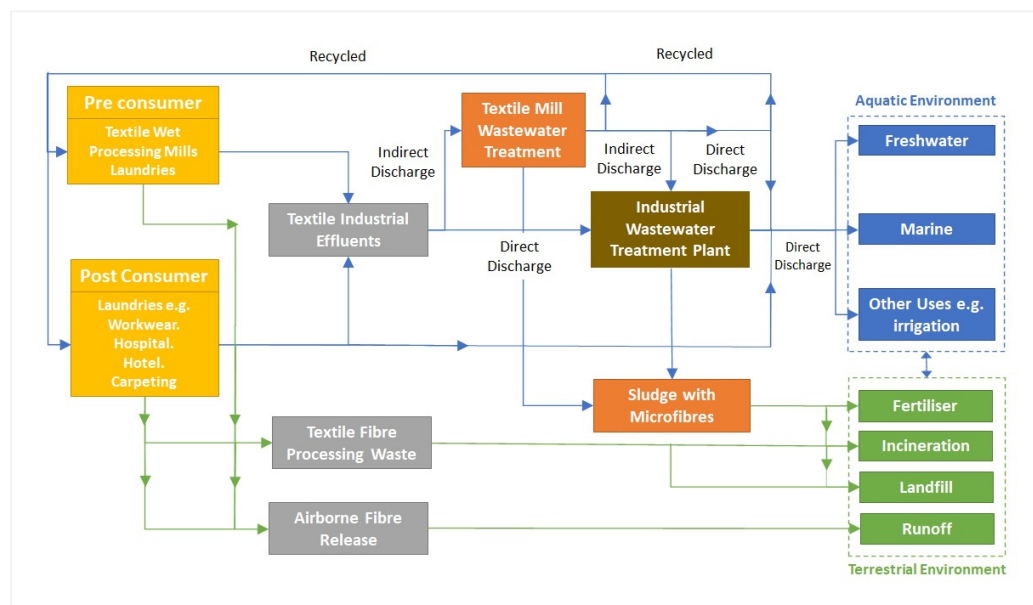 Recycled
Recycled
Pre consumer
Textile Wet
Processing Mills
Laundries
Indirect
Discharge
Textile Mill
Wastewater
Treatment
Indirect
Discharge
Direct
Discharge
Aquatic Environment
Freshwater
Textile Industrial
Effluents
Direct
Discharge
Industrial
Wastewater
Treatment Plant
Direct
Discharge
Marine
Post Consumer
Laundries e.g.
Workwear.
Hospital.
Hotel.
Carpeting
Other Uses e.g.
irrigation
Sludge with
Microfibres
Fertiliser
Textile Fibre
Processing Waste
Incineration
Landfill
Airborne Fibre
Release
Runoff
Terrestrial Environment